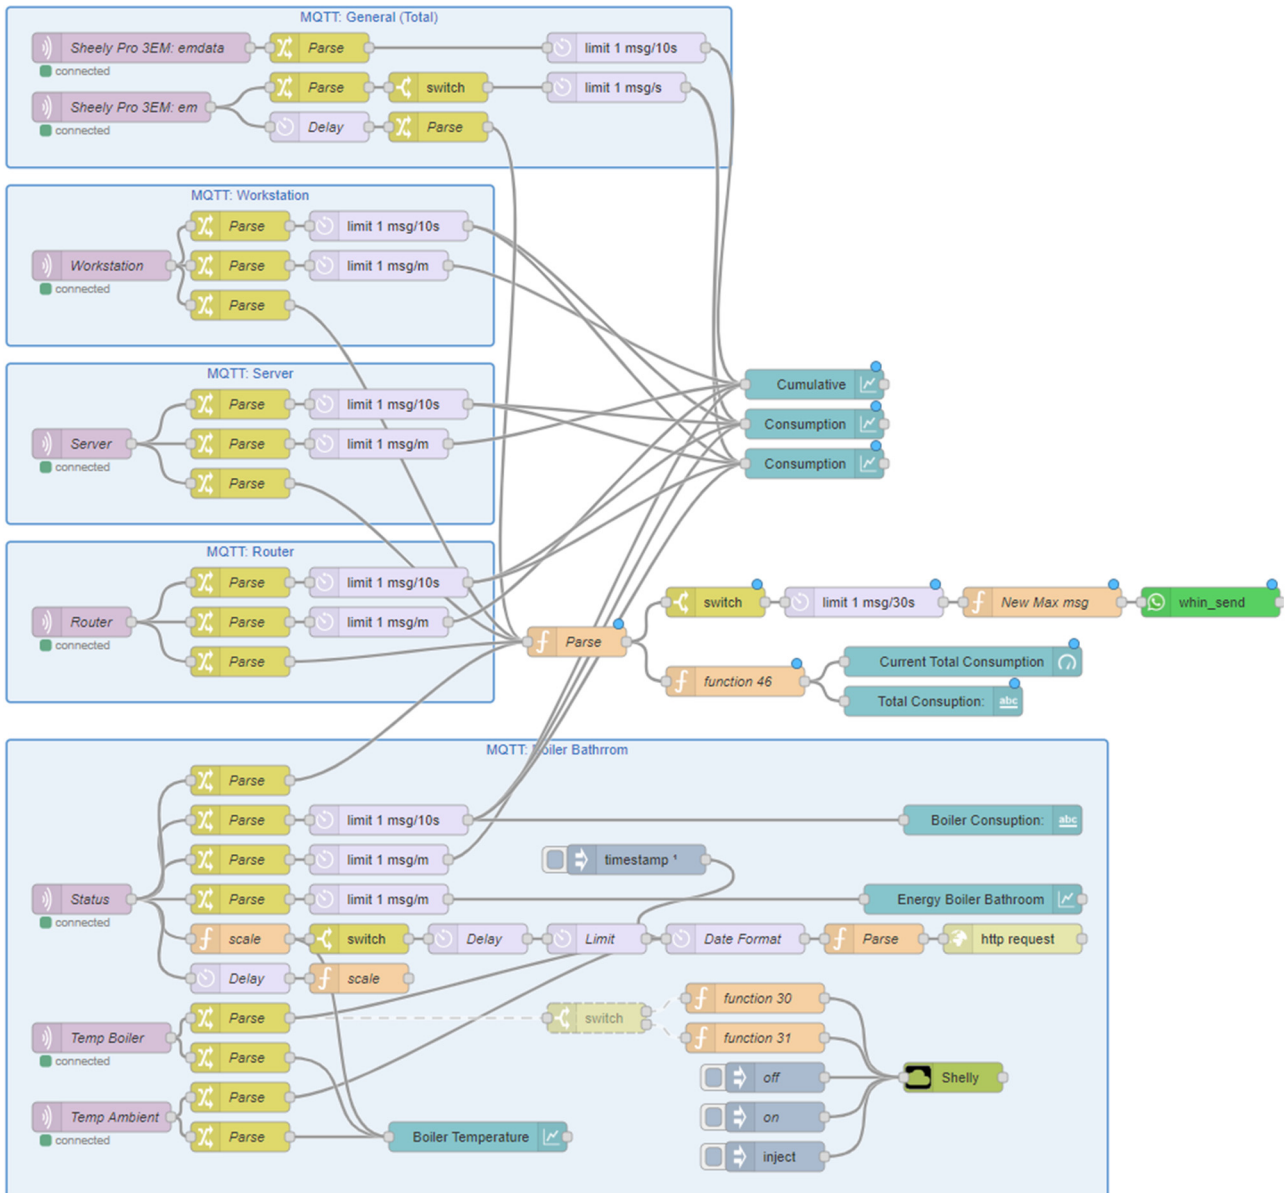 MQTT: General (Total)
Sheely Pro 3EM: emdata
Parse
limit 1 msg/10s
connected
Parse
switch
limit 1 msg/s
Sheely Pro 3EM: em
connected
Delay
Parse
MQTT: Workstation
Parse
limit 1 msg/10s
Workstation
Parse
limit 1 msg/m
connected
Parse
MQTT: Server
Cumulative
Parse
limit 1 msg/10s
Consumption
Server
Parse
limit 1 msg/m
connected
Consumption
Parse
MQTT: Router
Parse
limit 1 msg/10s
switch
limit 1 msg/30s
New Max msg
whin_send
Router
Parse
limit 1 msg/m
connected
Parse
Parse
Current Total Consumption
function 46
abc
Total Consuption:
MQTT: Boiler Bathrrom
Parse
Parse
limit 1 msg/10s
Boiler Consuption:
abc
Parse
limit 1 msg/m
timestamp ¹
Status
Parse
limit 1 msg/m
Energy Boiler Bathroom
connected
scale
switch
Delay
Limit
Date Format
Parse
http request
Delay
scale
function 30
Parse
switch
Temp Boiler
function 31
connected
Parse
off
Shelly
Parse
Temp Ambient
on
connected
Parse
Boiler Temperature
inject